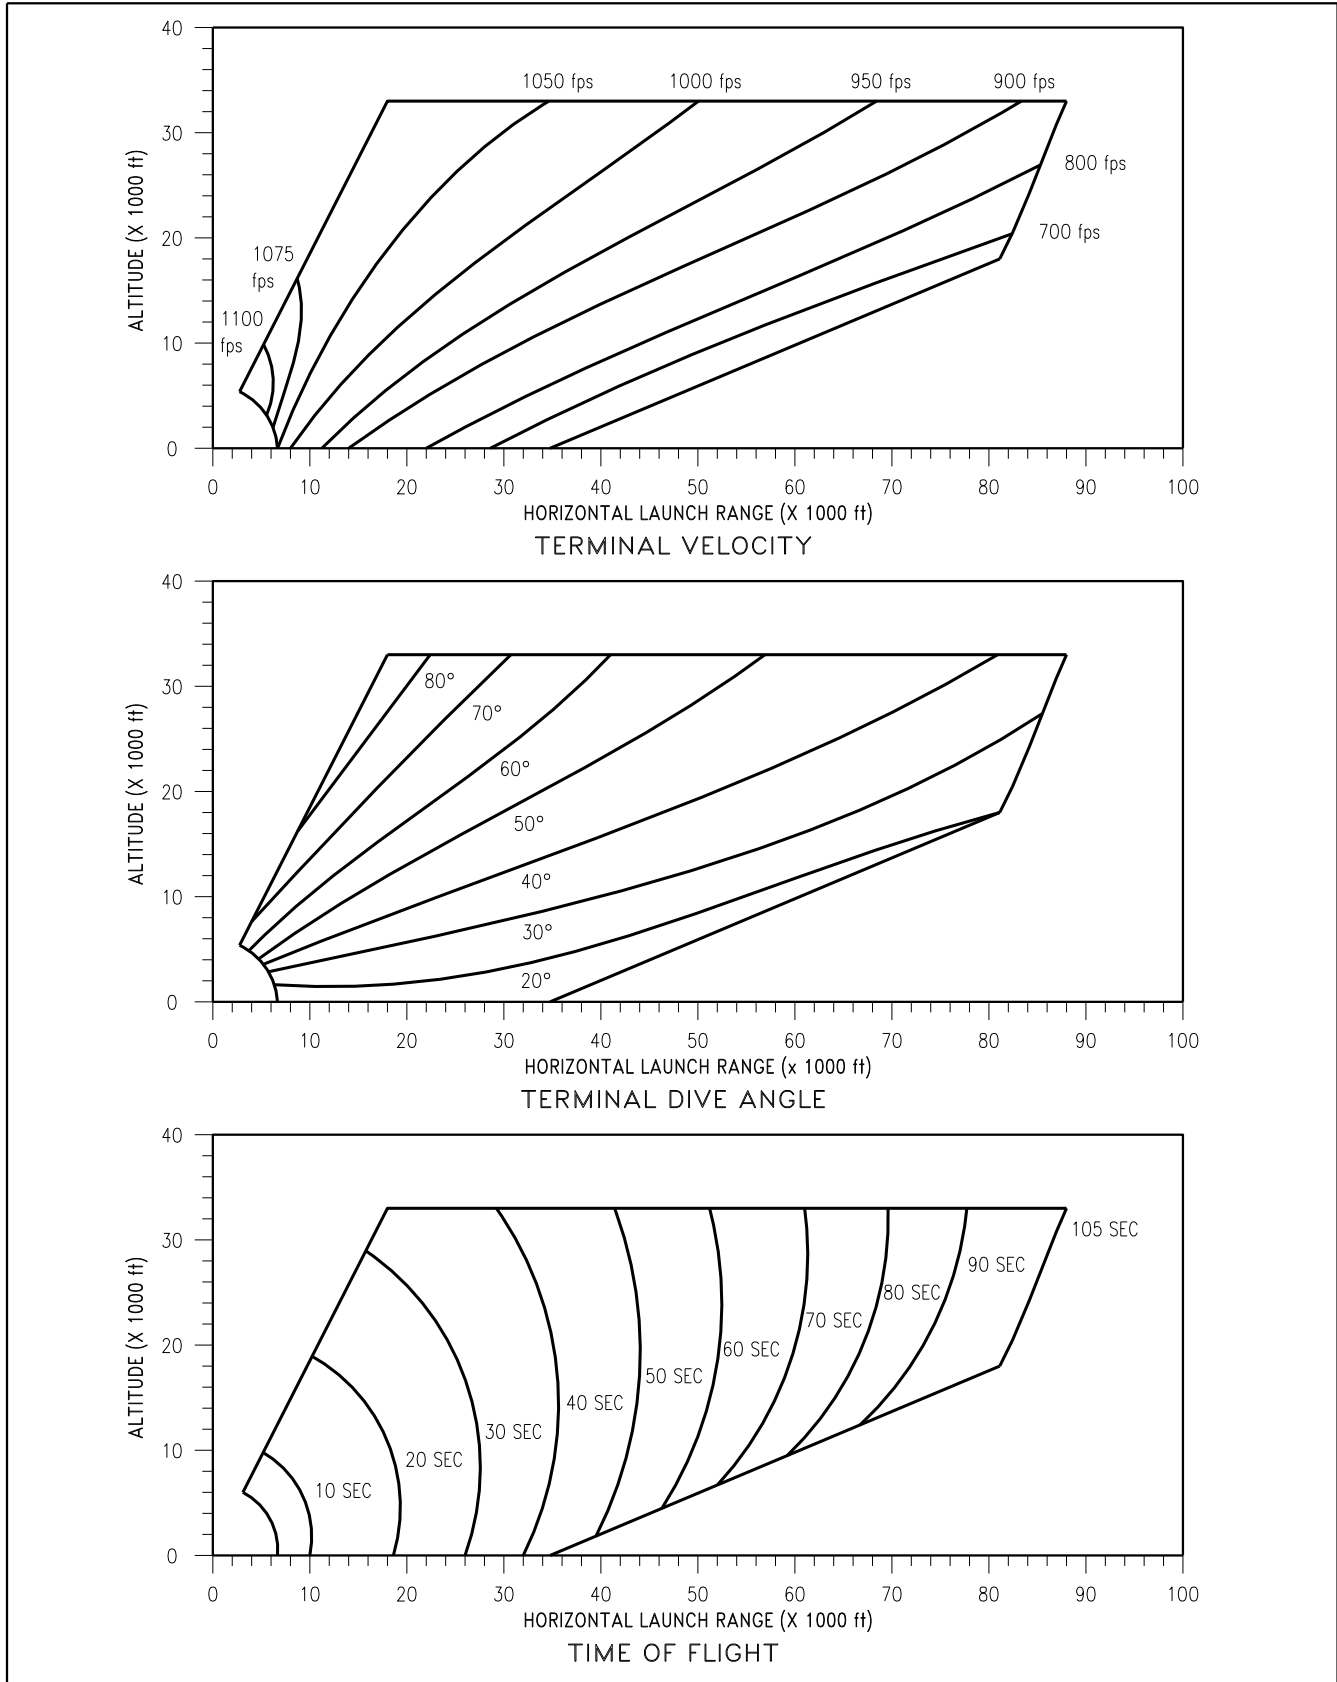 40
1050 fps 1000 fps 950 fps 900 fps
30
800 fps
20
700 fps
1075
fps
1100
fps
10
0
ALTITUDE (X 1000 ft)
0 10 20 30 40 50 60 70 80 90 100
HORIZONTAL LAUNCH RANGE (X 1000 ft)
TERMINAL VELOCITY
40
30
20
10
0
ALTITUDE (X 1000 ft)
80°
70°
60°
50°
40°
30°
20°
0 10 20 30 40 50 60 70 80 90 100
HORIZONTAL LAUNCH RANGE (x 1000 ft)
TERMINAL DIVE ANGLE
40
30
20
10
0
ALTITUDE (X 1000 ft)
105 SEC
90 SEC
80 SEC
70 SEC
60 SEC
50 SEC
40 SEC
30 SEC
20 SEC
10 SEC
0 10 20 30 40 50 60 70 80 90 100
HORIZONTAL LAUNCH RANGE (X 1000 ft)
TIME OF FLIGHT